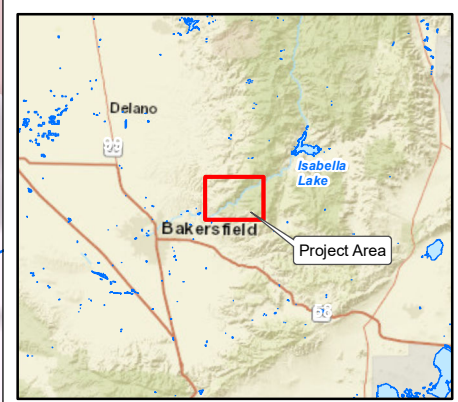 Delano
99
Isabella
Lake
Bakersfield
Project Area
58